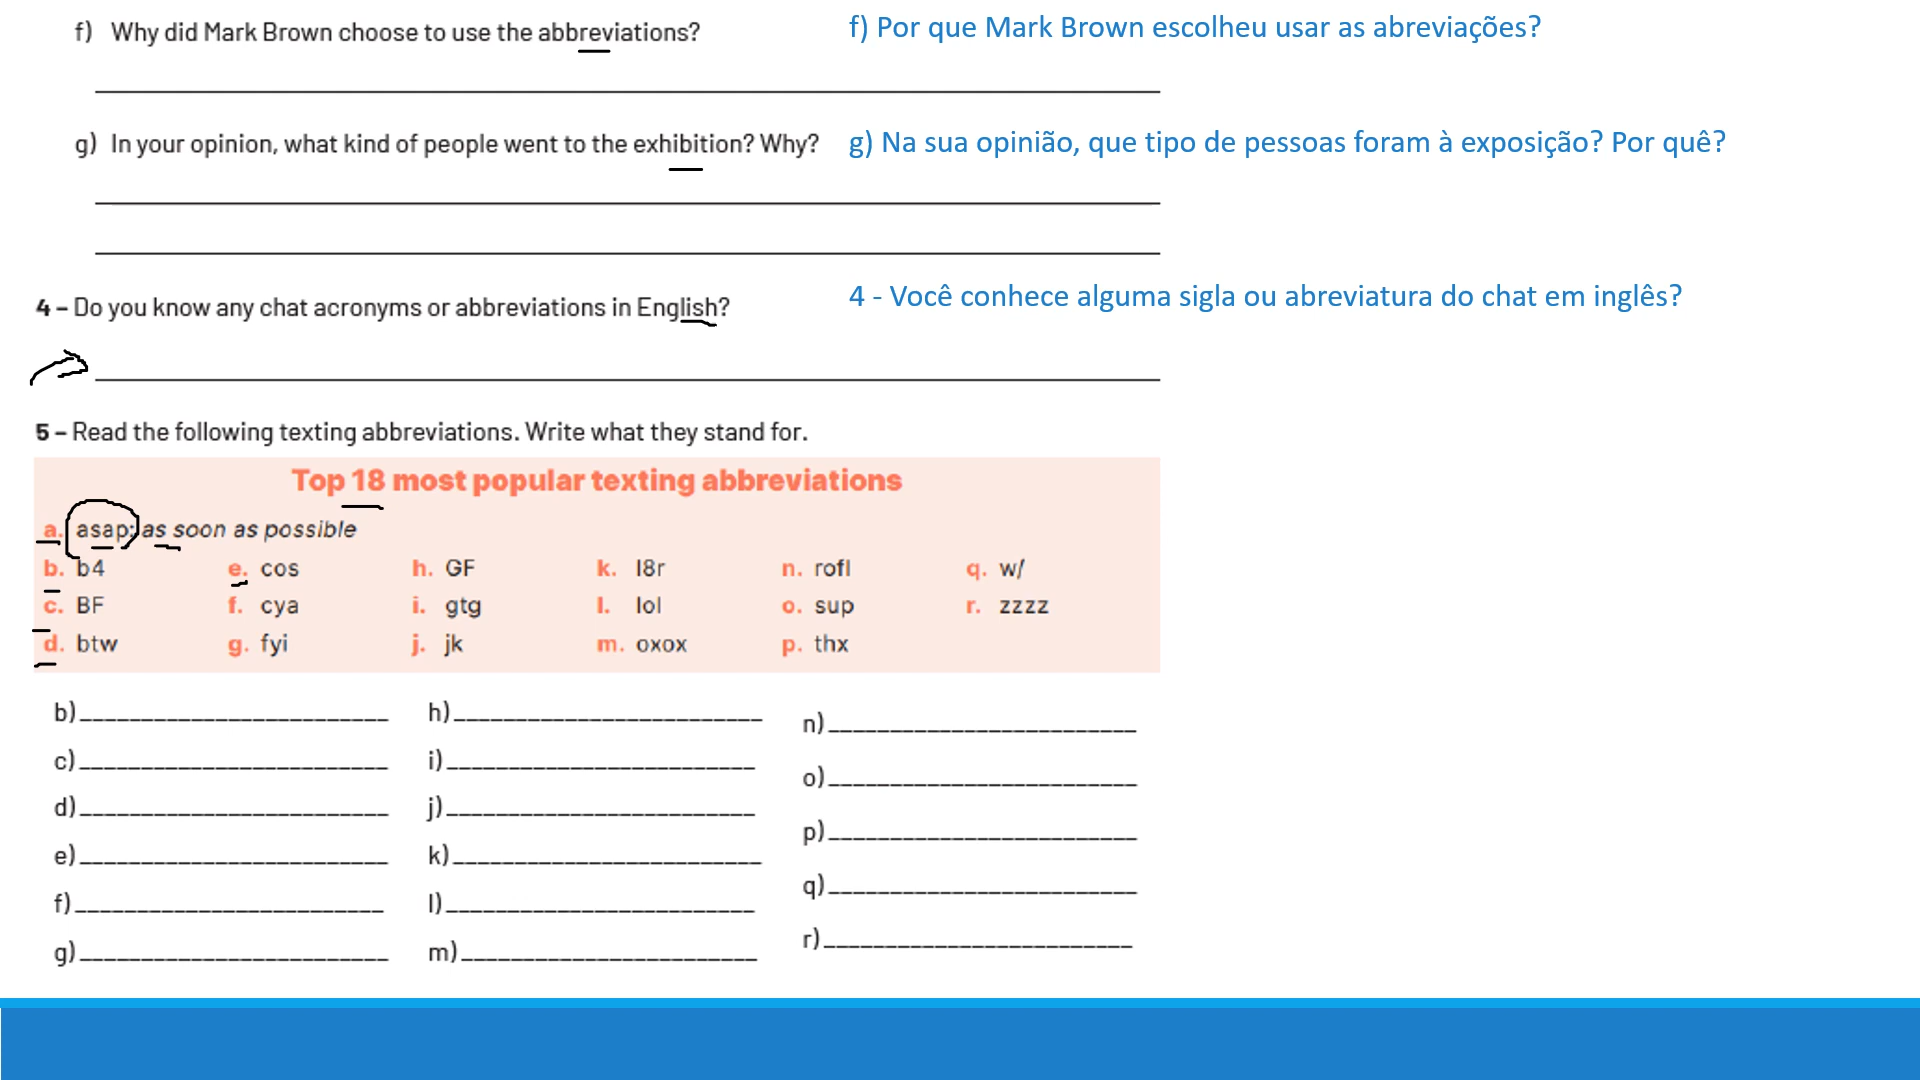 f) Why did Mark Brown choose to use the abbreviations?
f) Por que Mark Brown escolheu usar as abreviações?
g) In your opinion, what kind of people went to the exhibition? Why?
g) Na sua opinião, que tipo de pessoas foram à exposição? Por quê?
4 – Do you know any chat acronyms or abbreviations in English?
4 - Você conhece alguma sigla ou abreviatura do chat em inglês?
5 – Read the following texting abbreviations. Write what they stand for.
Top 18 most popular texting abbreviations
a. asap: as soon as possible
b. b4
c. BF
d. btw
e. cos
f. cya
g. fyi
h. GF
i. gtg
j. jk
k. l8r
l. lol
m. oxox
n. rofl
o. sup
p. thx
q. w/
r. zzzz
b)
c)
d)
e)
f)
g)
h)
i)
j)
k)
l)
m)
n)
o)
p)
q)
r)